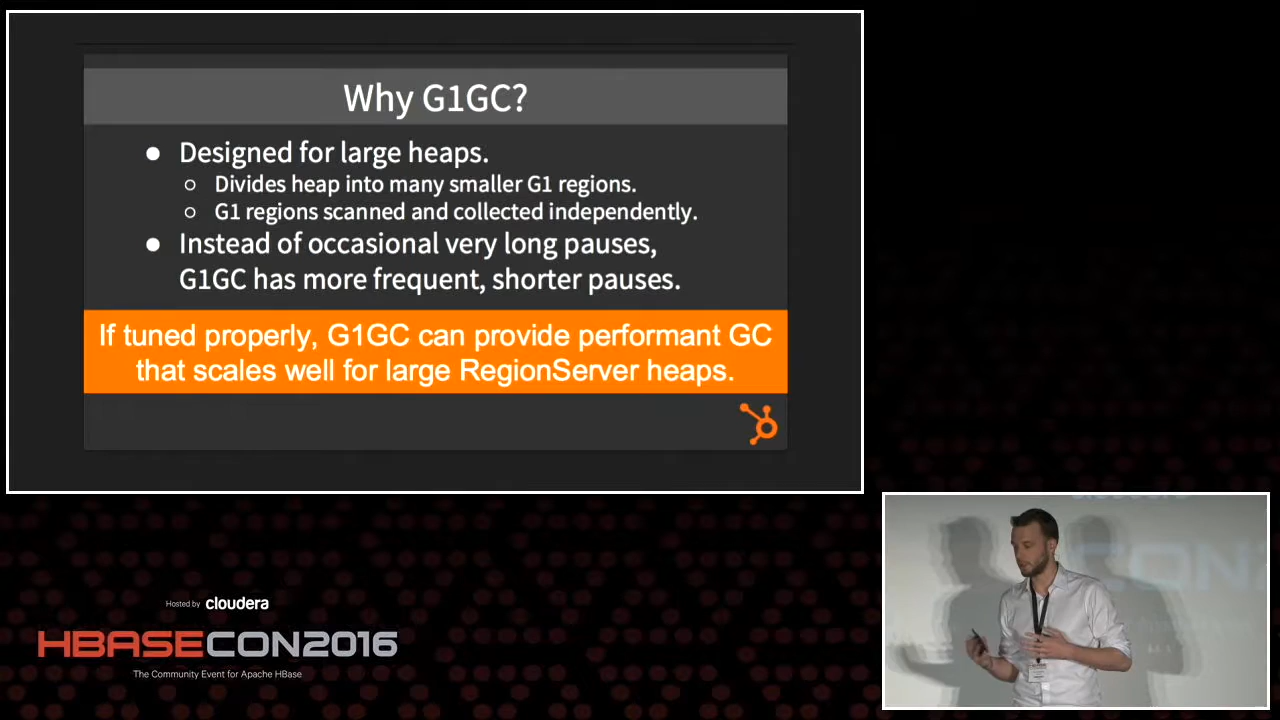 Why G1GC?
● Designed for large heaps.
○ Divides heap into many smaller G1 regions.
○ G1 regions scanned and collected independently.
● Instead of occasional very long pauses,
G1GC has more frequent, shorter pauses.
If tuned properly, G1GC can provide performant GC
that scales well for large RegionServer heaps.
CON2
Hosted by cloudera
HBASECON2016
The Community Event for Apache HBase